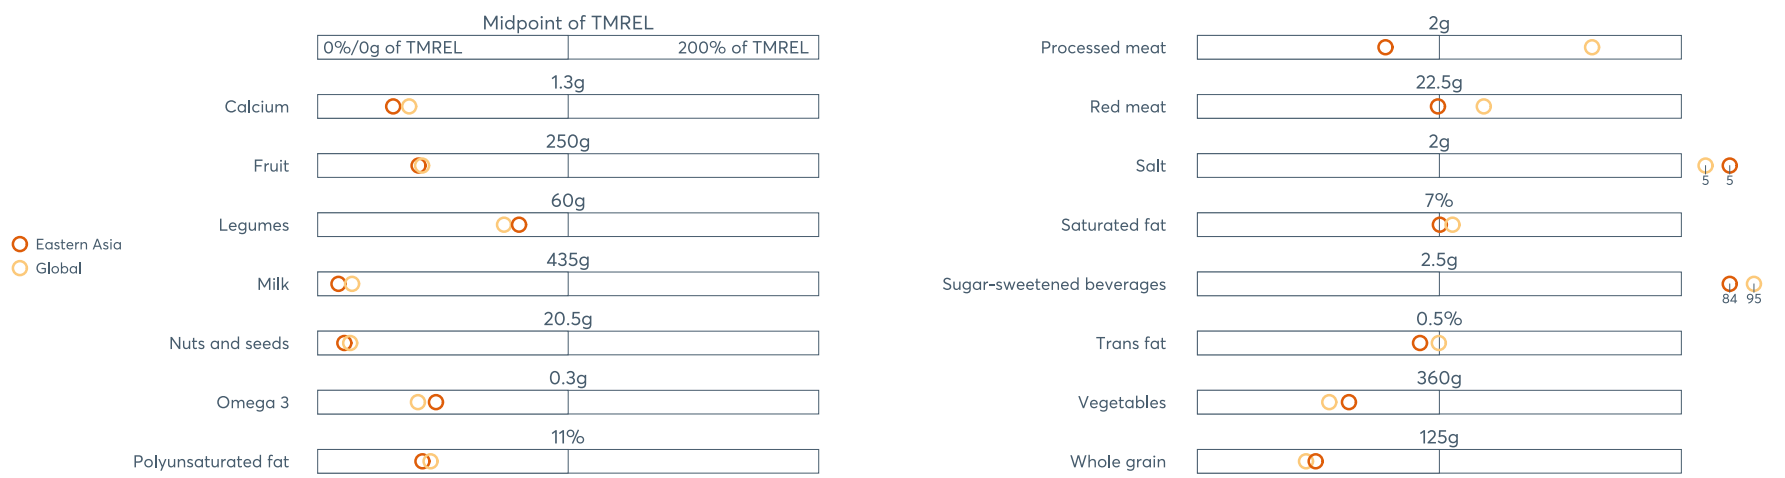 Midpoint of TMREL
0%/0g of TMREL 200% of TMREL
1.3g
Calcium
250g
Fruit
60g
Legumes
435g
Milk
20.5g
Nuts and seeds
0.3g
Omega 3
11%
Polyunsaturated fat
Eastern Asia
Global
2g
Processed meat
22.5g
Red meat
2g
Salt
5 5
7%
Saturated fat
2.5g
Sugar-sweetened beverages
84 95
0.5%
Trans fat
360g
Vegetables
125g
Whole grain